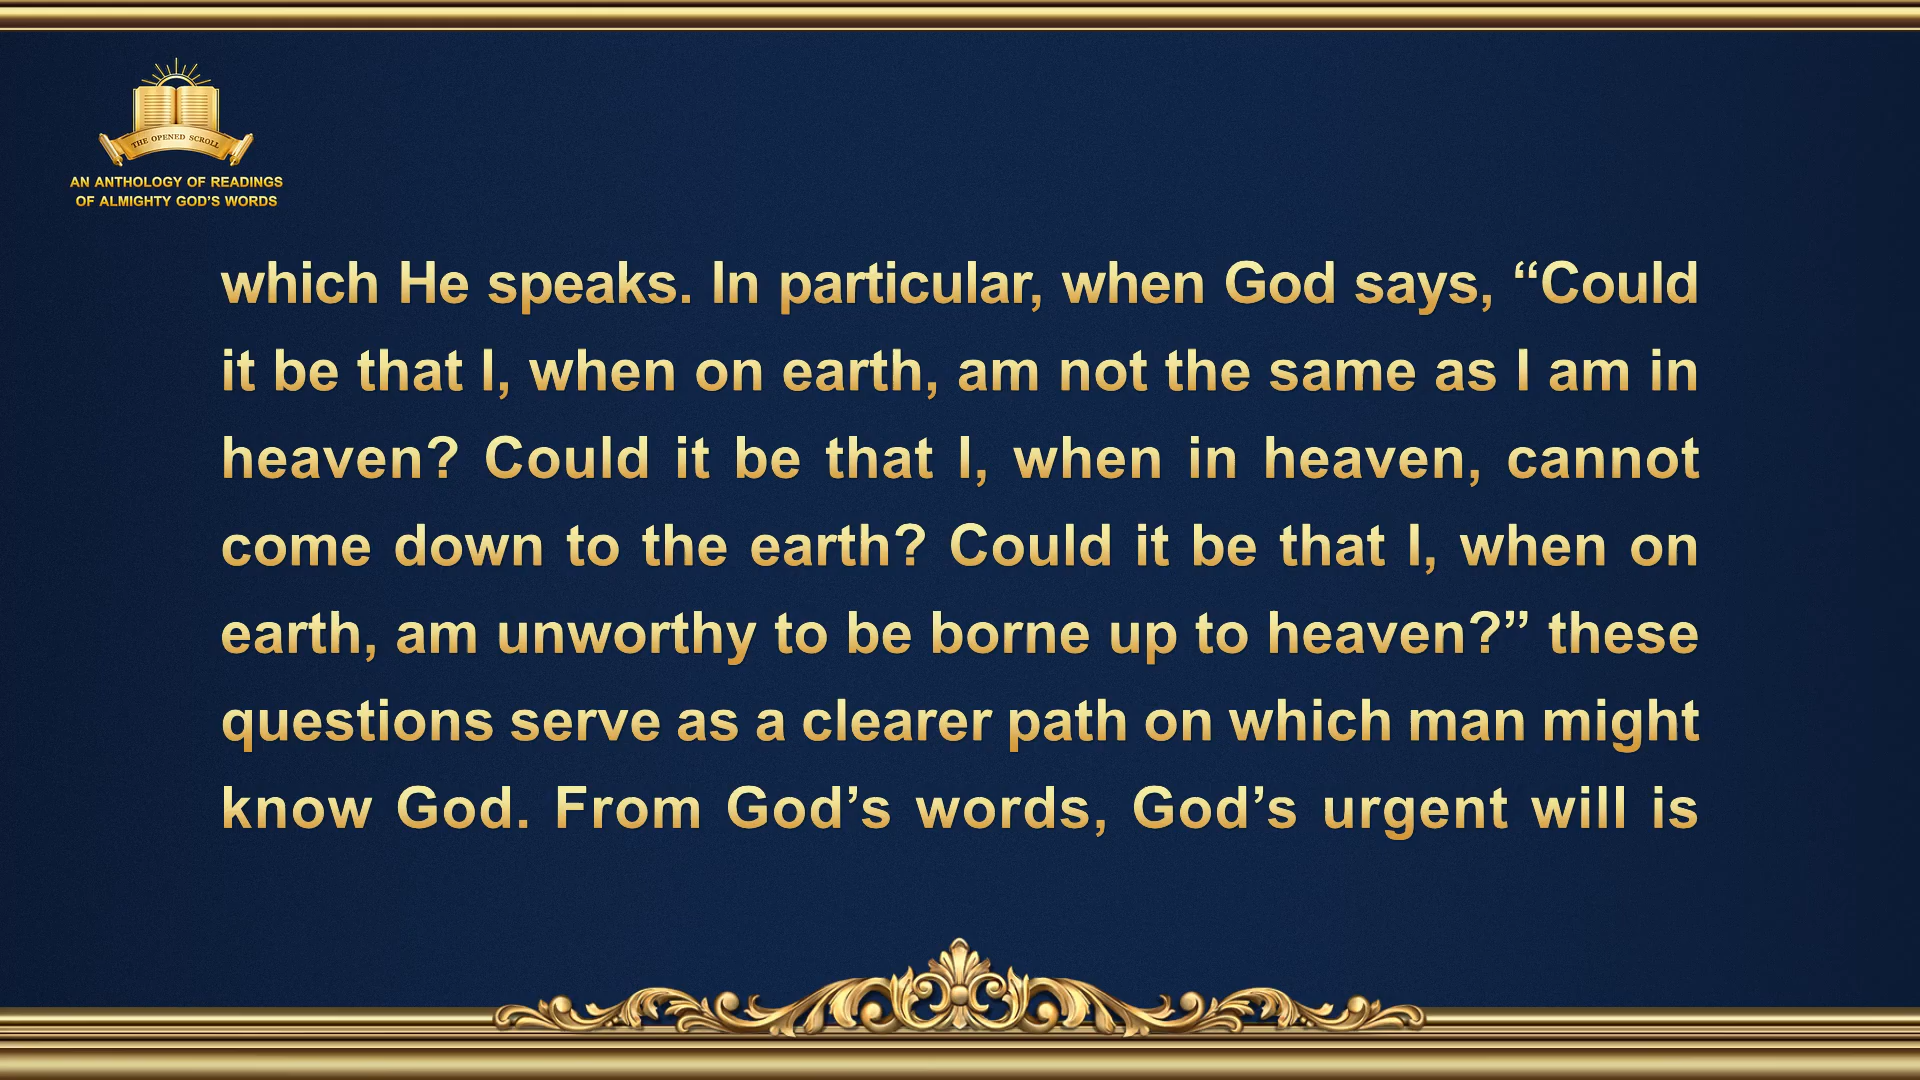 THE OPENED SCROLL
AN ANTHOLOGY OF READINGS
OF ALMIGHTY GOD’S WORDS
which He speaks. In particular, when God says, “Could
it be that I, when on earth, am not the same as I am in
heaven? Could it be that I, when in heaven, cannot
come down to the earth? Could it be that I, when on
earth, am unworthy to be borne up to heaven?” these
questions serve as a clearer path on which man might
know God. From God’s words, God’s urgent will is